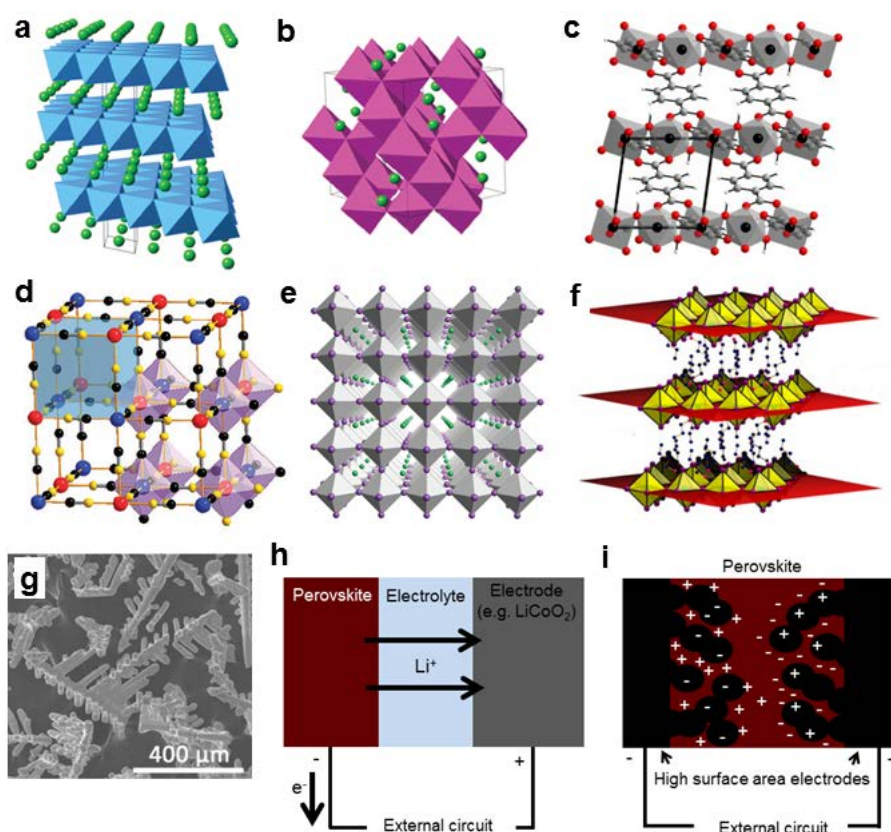 a
b
c
d
e
f
g
400 µm
h
Perovskite
Electrolyte
Electrode
(e.g. LiCoO₂)
Li⁺
-
+
e⁻
External circuit
i
Perovskite
-
High surface area electrodes
External circuit